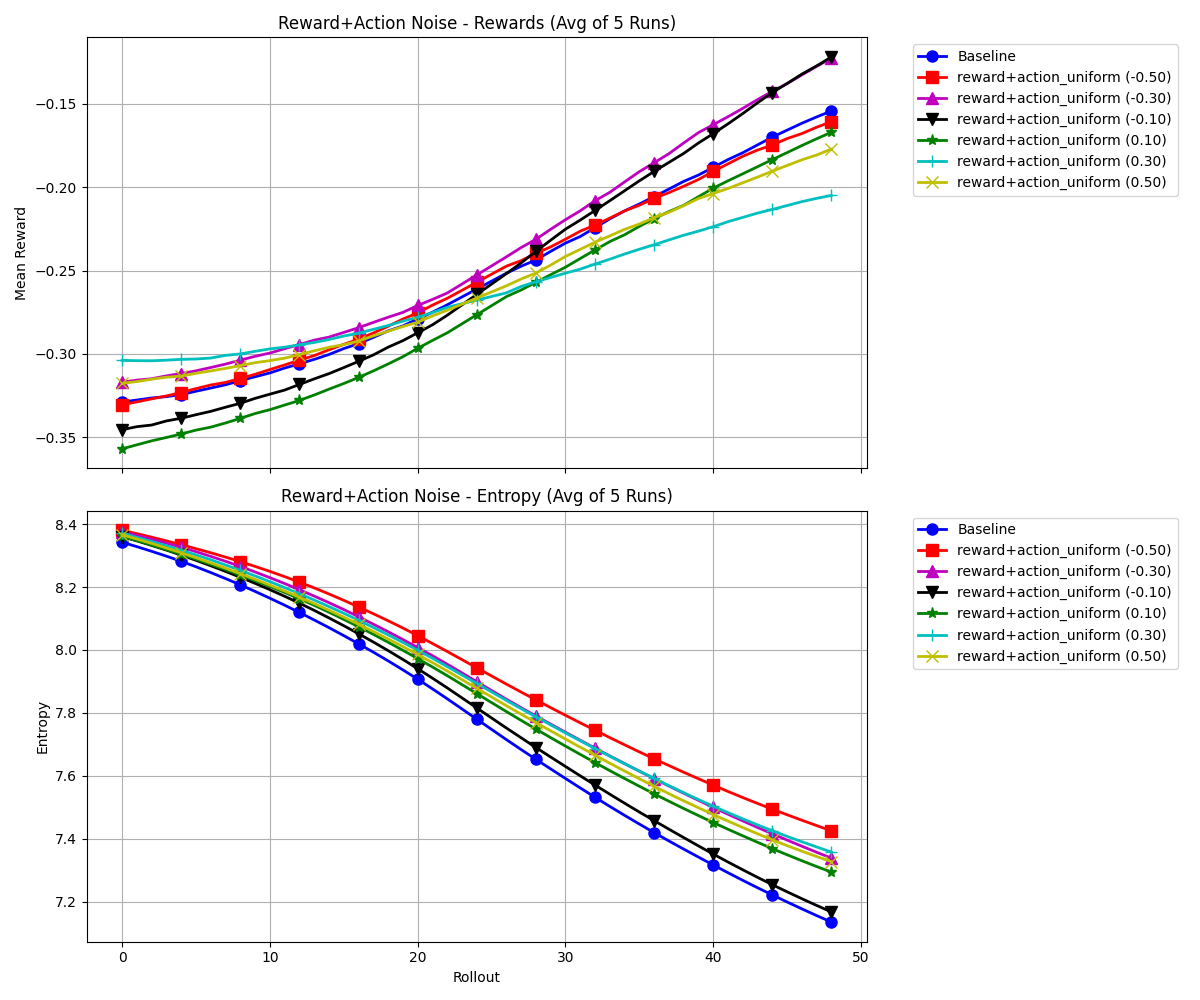 Reward+Action Noise - Rewards (Avg of 5 Runs)
Mean Reward
−0.15
−0.20
−0.25
−0.30
−0.35
Baseline
reward+action_uniform (-0.50)
reward+action_uniform (-0.30)
reward+action_uniform (-0.10)
reward+action_uniform (0.10)
reward+action_uniform (0.30)
reward+action_uniform (0.50)
Reward+Action Noise - Entropy (Avg of 5 Runs)
Entropy
8.4
8.2
8.0
7.8
7.6
7.4
7.2
0 10 20 30 40 50
Rollout
Baseline
reward+action_uniform (-0.50)
reward+action_uniform (-0.30)
reward+action_uniform (-0.10)
reward+action_uniform (0.10)
reward+action_uniform (0.30)
reward+action_uniform (0.50)